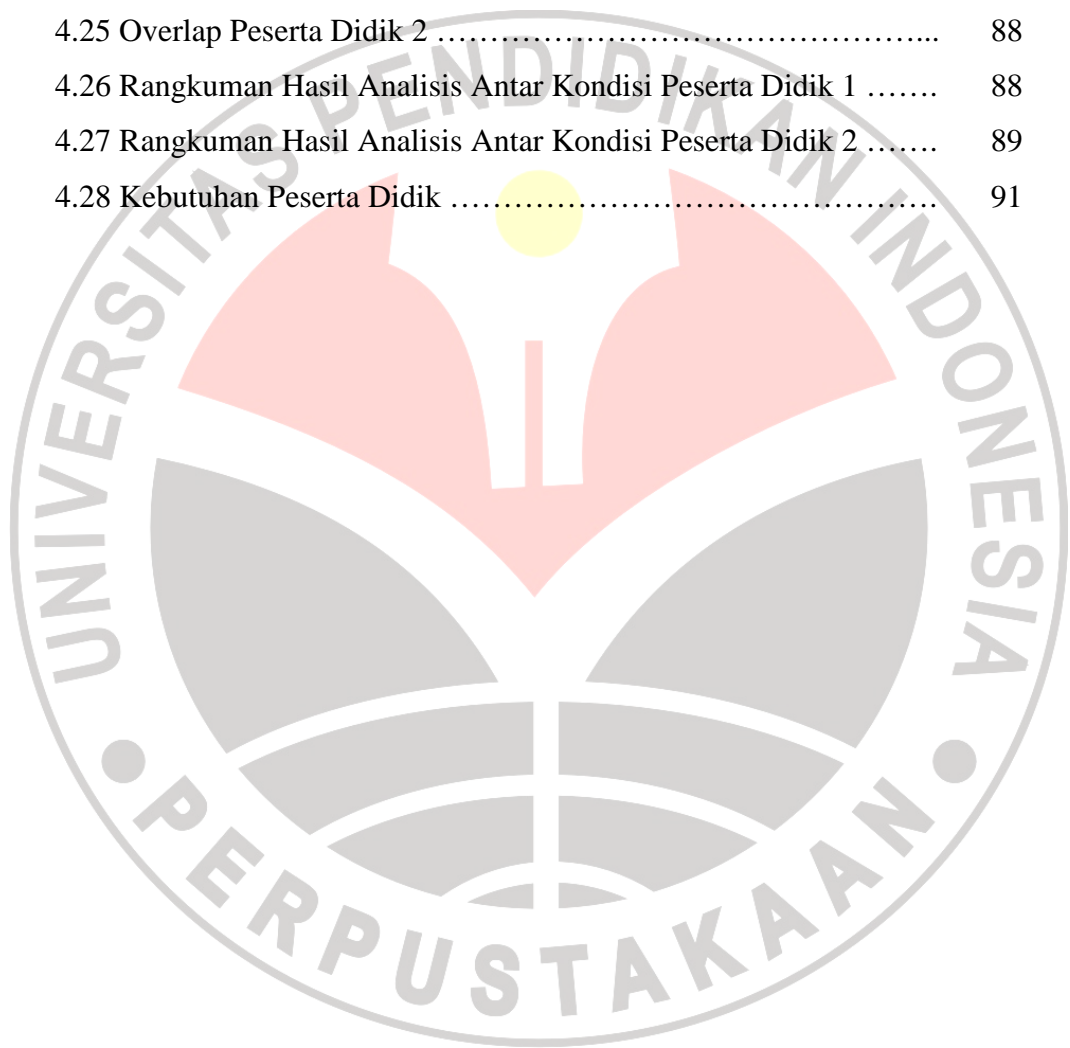 4.25 Overlap Peserta Didik 2 ……………………………………...  88
4.26 Rangkuman Hasil Analisis Antar Kondisi Peserta Didik 1 …….  88
4.27 Rangkuman Hasil Analisis Antar Kondisi Peserta Didik 2 …….  89
4.28 Kebutuhan Peserta Didik ……………………………………….  91
UNIVERSITAS PENDIDIKAN INDONESIA
PERPUSTAKAAN